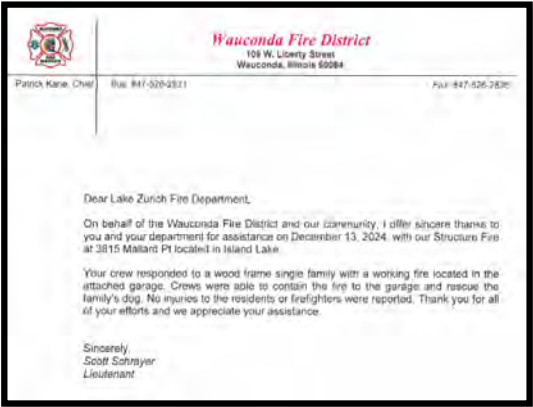 Wauconda Fire District
109 W. Liberty Street
Wauconda, Illinois 60084
Patrick Kane, Chief
Bus 847-526-2821
Fax 847-526-2836
Dear Lake Zurich Fire Department,
On behalf of the Wauconda Fire District and our community, I offer sincere thanks to
you and your department for assistance on December 13, 2024, with our Structure Fire
at 3815 Mallard Pt located in Island Lake.
Your crew responded to a wood frame single family with a working fire located in the
attached garage. Crews were able to contain the fire to the garage and rescue the
family's dog. No injuries to the residents or firefighters were reported. Thank you for all
of your efforts and we appreciate your assistance.
Sincerely,
Scott Schrayer
Lieutenant